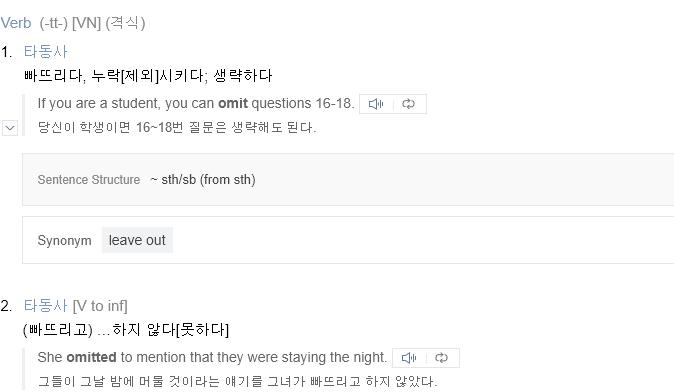 Verb (-tt-) [VN] (격식)
1. 타동사
빠뜨리다, 누락[제외]시키다; 생략하다
If you are a student, you can omit questions 16-18.
당신이 학생이면 16~18번 질문은 생략해도 된다.
Sentence Structure ~ sth/sb (from sth)
Synonym leave out
2. 타동사 [V to inf]
(빠뜨리고) …하지 않다[못하다]
She omitted to mention that they were staying the night.
그들이 그날 밤에 머물 것이라는 얘기를 그녀가 빠뜨리고 하지 않았다.